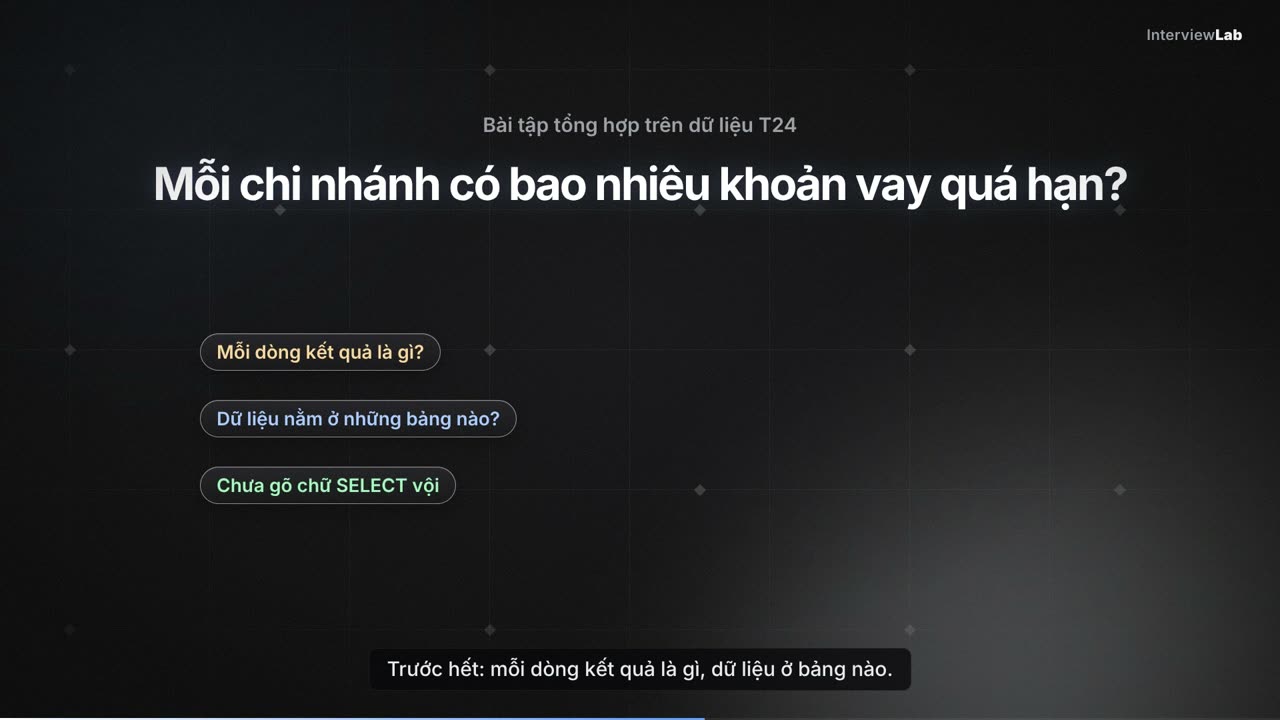 InterviewLab
Bài tập tổng hợp trên dữ liệu T24
Mỗi chi nhánh có bao nhiêu khoản vay quá hạn?
Mỗi dòng kết quả là gì?
Dữ liệu nằm ở những bảng nào?
Chưa gõ chữ SELECT vội
Trước hết: mỗi dòng kết quả là gì, dữ liệu ở bảng nào.